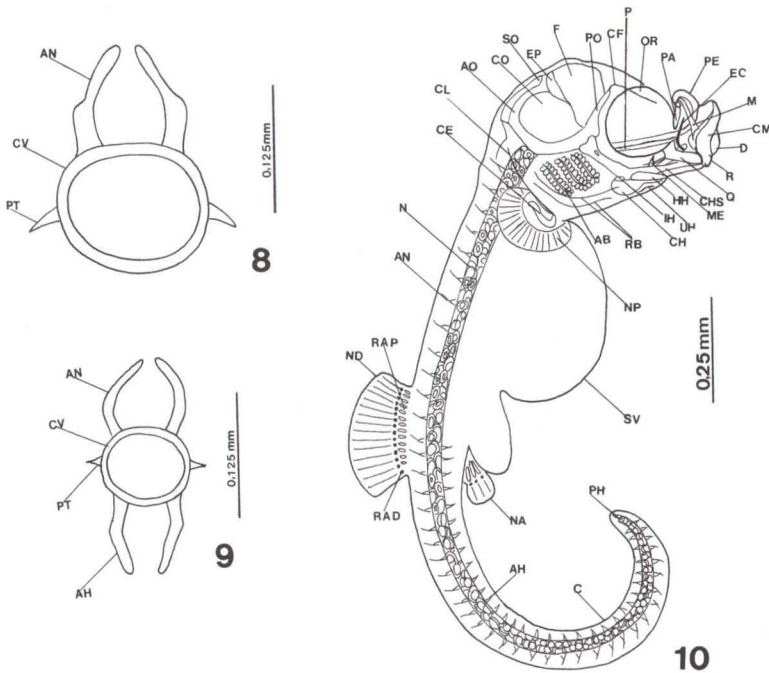 AN
CV
PT
0.125mm
8
AN
CV
PT
AH
0.125mm
9
P
F
PO
CF
OR
SO
EP
PA
PE
CO
EC
AO
M
CL
CM
CE
D
R
Q
CHS
HH
ME
UH
IH
CH
RB
AB
N
AN
NP
RAP
ND
SV
0.25mm
RAD
NA
PH
AH
C
10